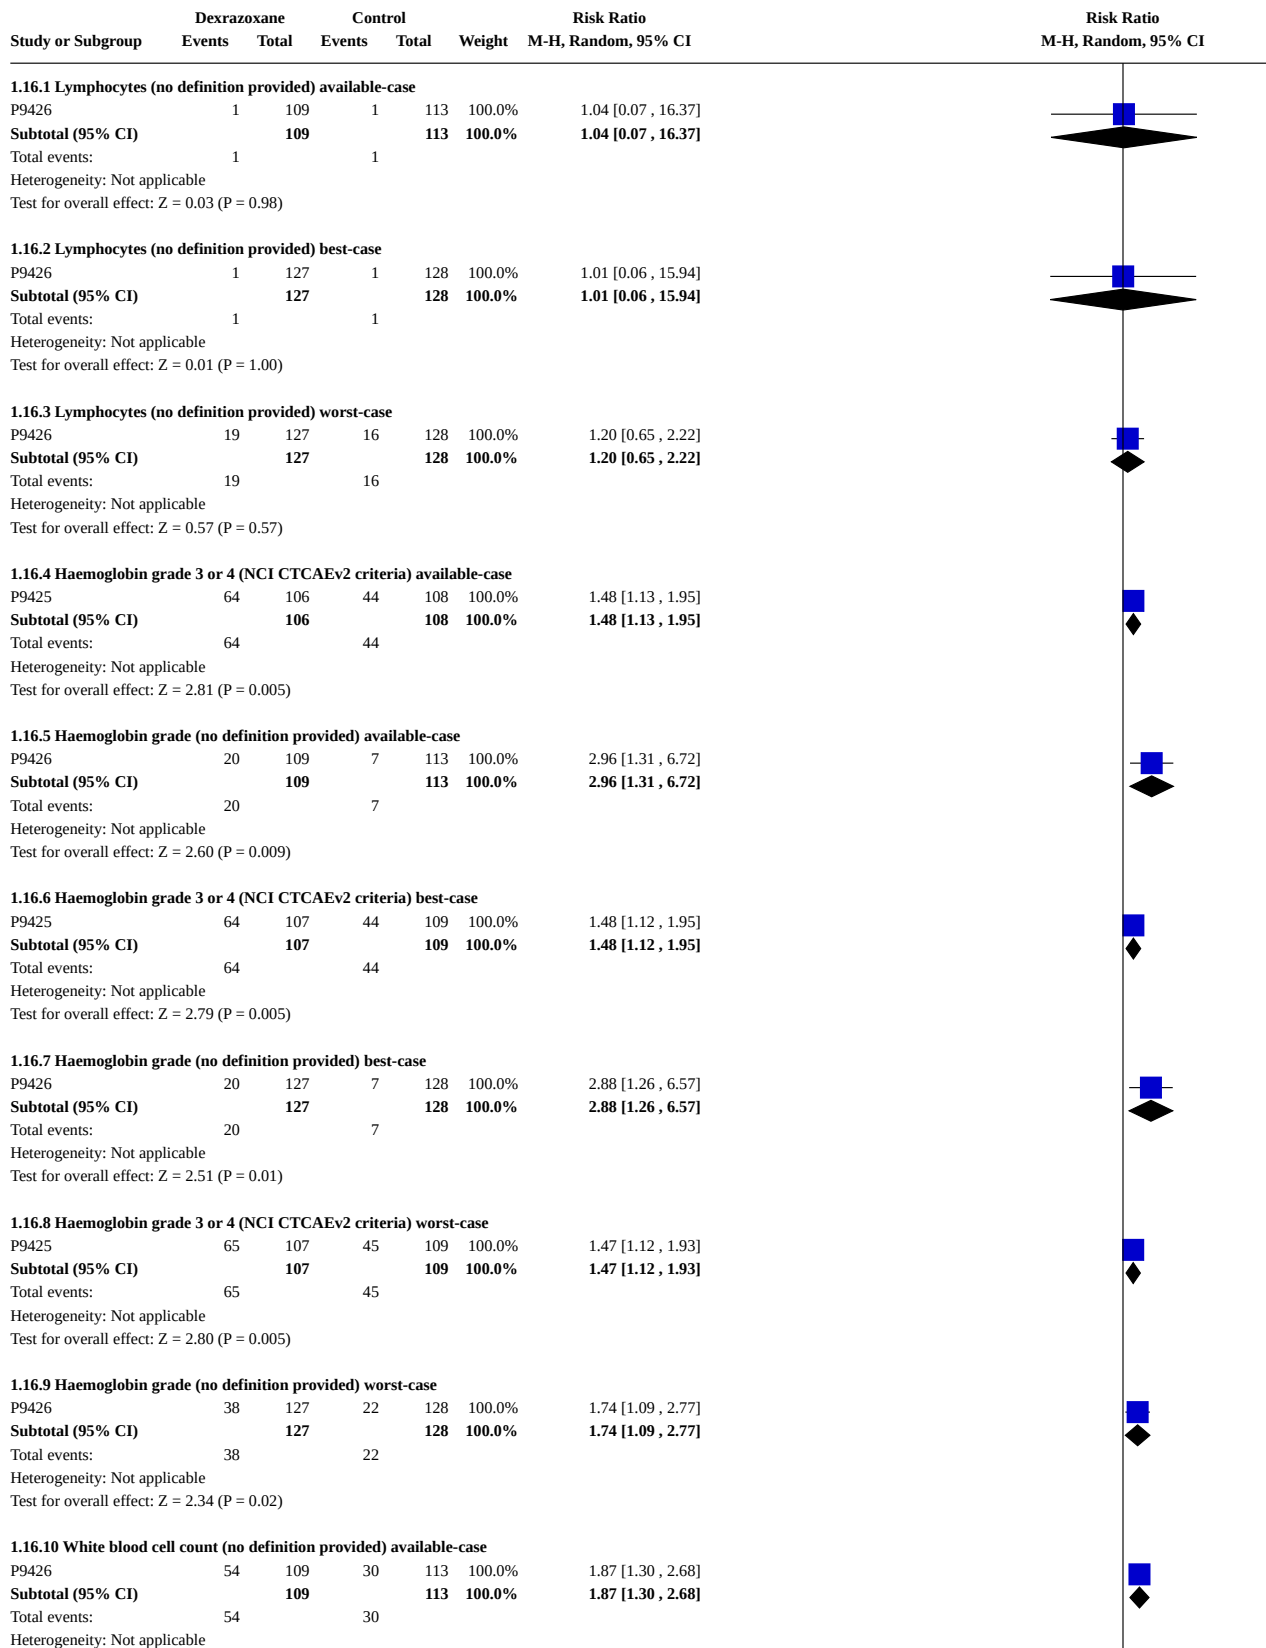 Dexrazoxane Control Risk Ratio Risk Ratio
Study or Subgroup Events Total Events Total Weight M-H, Random, 95% CI M-H, Random, 95% CI
1.16.1 Lymphocytes (no definition provided) available-case
P9426 1 109 1 113 100.0% 1.04 [0.07 , 16.37]
Subtotal (95% CI) 109 113 100.0% 1.04 [0.07 , 16.37]
Total events: 1 1
Heterogeneity: Not applicable
Test for overall effect: Z = 0.03 (P = 0.98)
1.16.2 Lymphocytes (no definition provided) best-case
P9426 1 127 1 128 100.0% 1.01 [0.06 , 15.94]
Subtotal (95% CI) 127 128 100.0% 1.01 [0.06 , 15.94]
Total events: 1 1
Heterogeneity: Not applicable
Test for overall effect: Z = 0.01 (P = 1.00)
1.16.3 Lymphocytes (no definition provided) worst-case
P9426 19 127 16 128 100.0% 1.20 [0.65 , 2.22]
Subtotal (95% CI) 127 128 100.0% 1.20 [0.65 , 2.22]
Total events: 19 16
Heterogeneity: Not applicable
Test for overall effect: Z = 0.57 (P = 0.57)
1.16.4 Haemoglobin grade 3 or 4 (NCI CTCAEv2 criteria) available-case
P9425 64 106 44 108 100.0% 1.48 [1.13 , 1.95]
Subtotal (95% CI) 106 108 100.0% 1.48 [1.13 , 1.95]
Total events: 64 44
Heterogeneity: Not applicable
Test for overall effect: Z = 2.81 (P = 0.005)
1.16.5 Haemoglobin grade (no definition provided) available-case
P9426 20 109 7 113 100.0% 2.96 [1.31 , 6.72]
Subtotal (95% CI) 109 113 100.0% 2.96 [1.31 , 6.72]
Total events: 20 7
Heterogeneity: Not applicable
Test for overall effect: Z = 2.60 (P = 0.009)
1.16.6 Haemoglobin grade 3 or 4 (NCI CTCAEv2 criteria) best-case
P9425 64 107 44 109 100.0% 1.48 [1.12 , 1.95]
Subtotal (95% CI) 107 109 100.0% 1.48 [1.12 , 1.95]
Total events: 64 44
Heterogeneity: Not applicable
Test for overall effect: Z = 2.79 (P = 0.005)
1.16.7 Haemoglobin grade (no definition provided) best-case
P9426 20 127 7 128 100.0% 2.88 [1.26 , 6.57]
Subtotal (95% CI) 127 128 100.0% 2.88 [1.26 , 6.57]
Total events: 20 7
Heterogeneity: Not applicable
Test for overall effect: Z = 2.51 (P = 0.01)
1.16.8 Haemoglobin grade 3 or 4 (NCI CTCAEv2 criteria) worst-case
P9425 65 107 45 109 100.0% 1.47 [1.12 , 1.93]
Subtotal (95% CI) 107 109 100.0% 1.47 [1.12 , 1.93]
Total events: 65 45
Heterogeneity: Not applicable
Test for overall effect: Z = 2.80 (P = 0.005)
1.16.9 Haemoglobin grade (no definition provided) worst-case
P9426 38 127 22 128 100.0% 1.74 [1.09 , 2.77]
Subtotal (95% CI) 127 128 100.0% 1.74 [1.09 , 2.77]
Total events: 38 22
Heterogeneity: Not applicable
Test for overall effect: Z = 2.34 (P = 0.02)
1.16.10 White blood cell count (no definition provided) available-case
P9426 54 109 30 113 100.0% 1.87 [1.30 , 2.68]
Subtotal (95% CI) 109 113 100.0% 1.87 [1.30 , 2.68]
Total events: 54 30
Heterogeneity: Not applicable